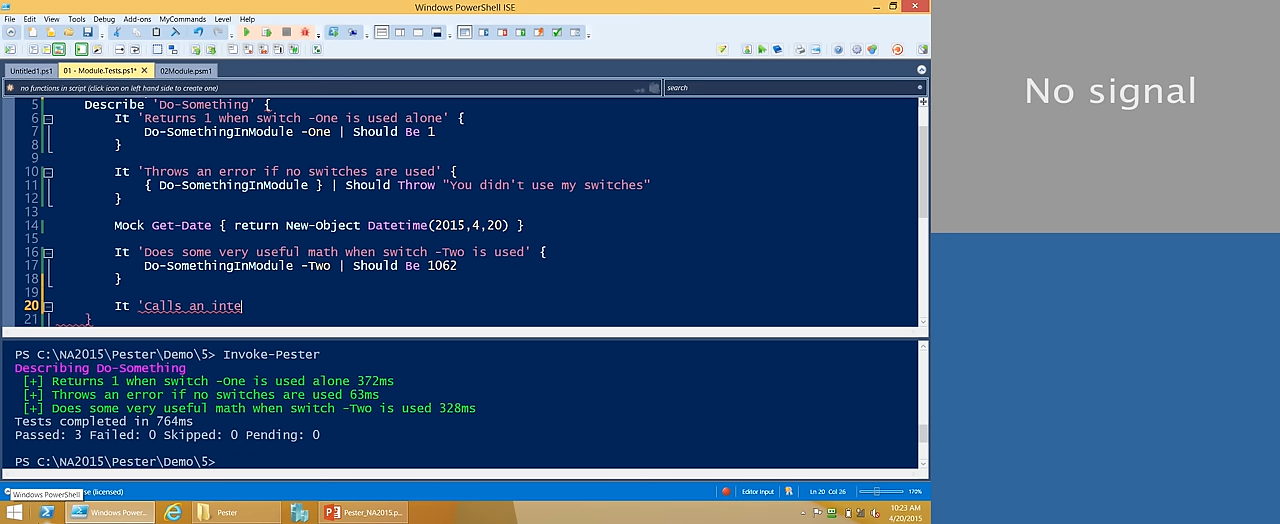 Windows PowerShell ISE
File Edit View Tools Debug Add-ons MyCommands Level Help
Untitled1.ps1 01 - Module.Tests.ps1* 02Module.psm1
no functions in script (click icon on left hand side to create one) search
5 Describe 'Do-Something' {
6 It 'Returns 1 when switch -One is used alone' {
7 Do-SomethingInModule -One | Should Be 1
8 }
9
10 It 'Throws an error if no switches are used' {
11 { Do-SomethingInModule } | Should Throw "You didn't use my switches"
12 }
13
14 Mock Get-Date { return New-Object Datetime(2015,4,20) }
15
16 It 'Does some very useful math when switch -Two is used' {
17 Do-SomethingInModule -Two | Should Be 1062
18 }
19
20 It 'Calls an inte
21 }
PS C:\NA2015\Pester\Demo\5> Invoke-Pester
Describing Do-Something
[+] Returns 1 when switch -One is used alone 372ms
[+] Throws an error if no switches are used 63ms
[+] Does some very useful math when switch -Two is used 328ms
Tests completed in 764ms
Passed: 3 Failed: 0 Skipped: 0 Pending: 0
PS C:\NA2015\Pester\Demo\5>
Windows PowerShell se (licensed) Editor Input Ln 20 Col 26 170%
Windows Power... Pester Pester_NA2015.p... 10:23 AM
4/20/2015
No signal